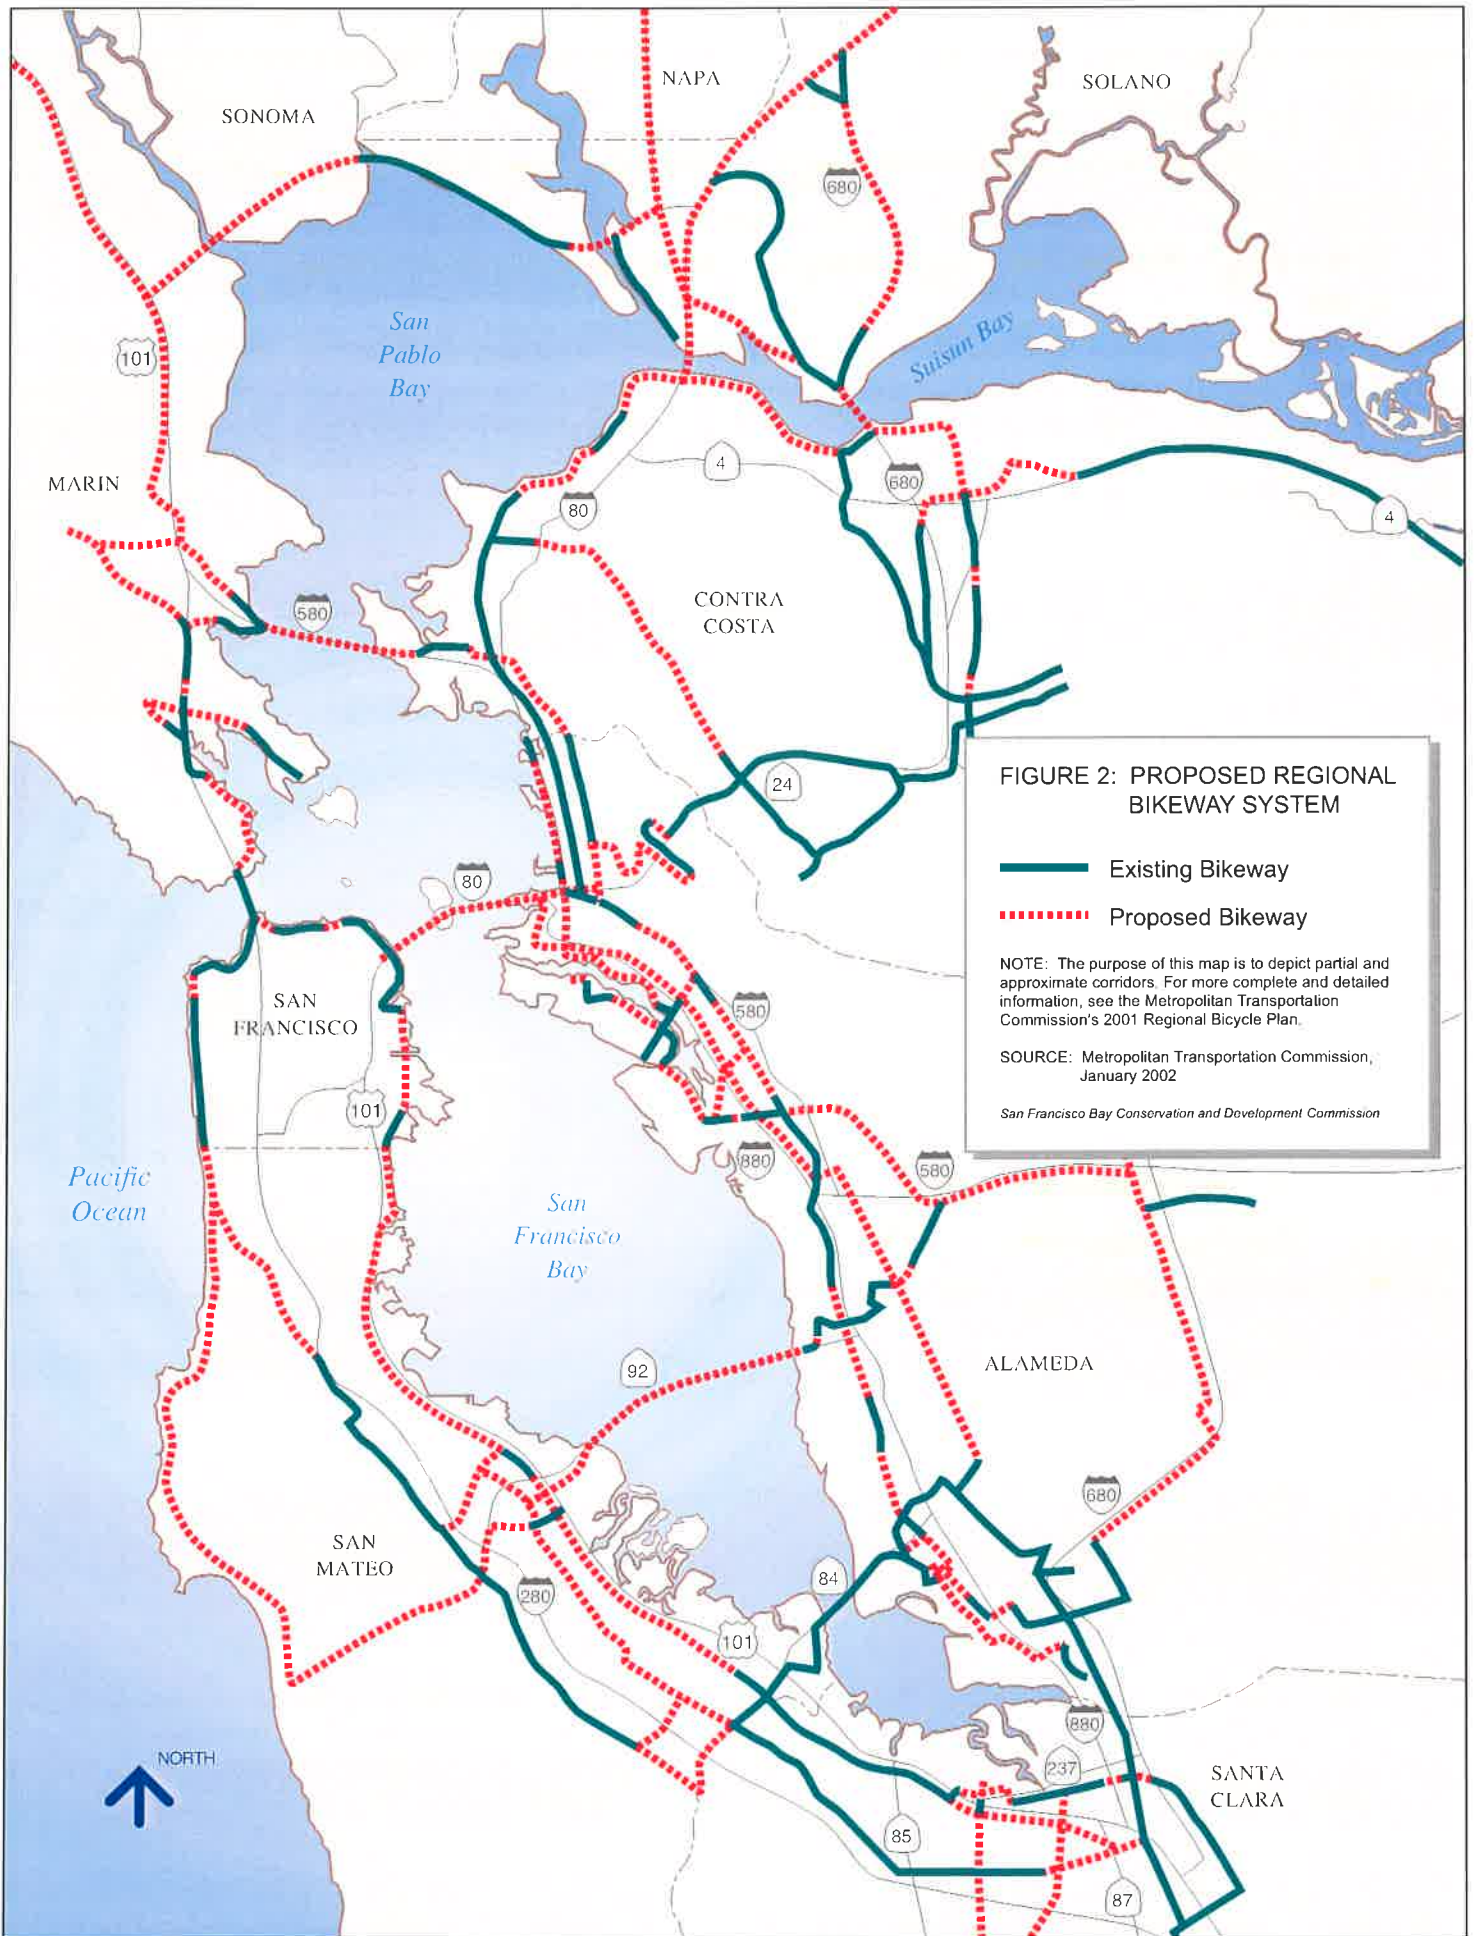 NAPA
SOLANO
SONOMA
680
San
Pablo
Bay
Suisun Bay
101
MARIN
4
680
80
4
580
CONTRA
COSTA
24
80
FIGURE 2: PROPOSED REGIONAL
BIKEWAY SYSTEM
Existing Bikeway
Proposed Bikeway
NOTE: The purpose of this map is to depict partial and
approximate corridors. For more complete and detailed
information, see the Metropolitan Transportation
Commission's 2001 Regional Bicycle Plan.
SOURCE: Metropolitan Transportation Commission,
January 2002
San Francisco Bay Conservation and Development Commission
SAN
FRANCISCO
580
101
880
580
Pacific
Ocean
San
Francisco
Bay
92
ALAMEDA
680
SAN
MATEO
84
280
101
880
NORTH
237
SANTA
CLARA
85
87